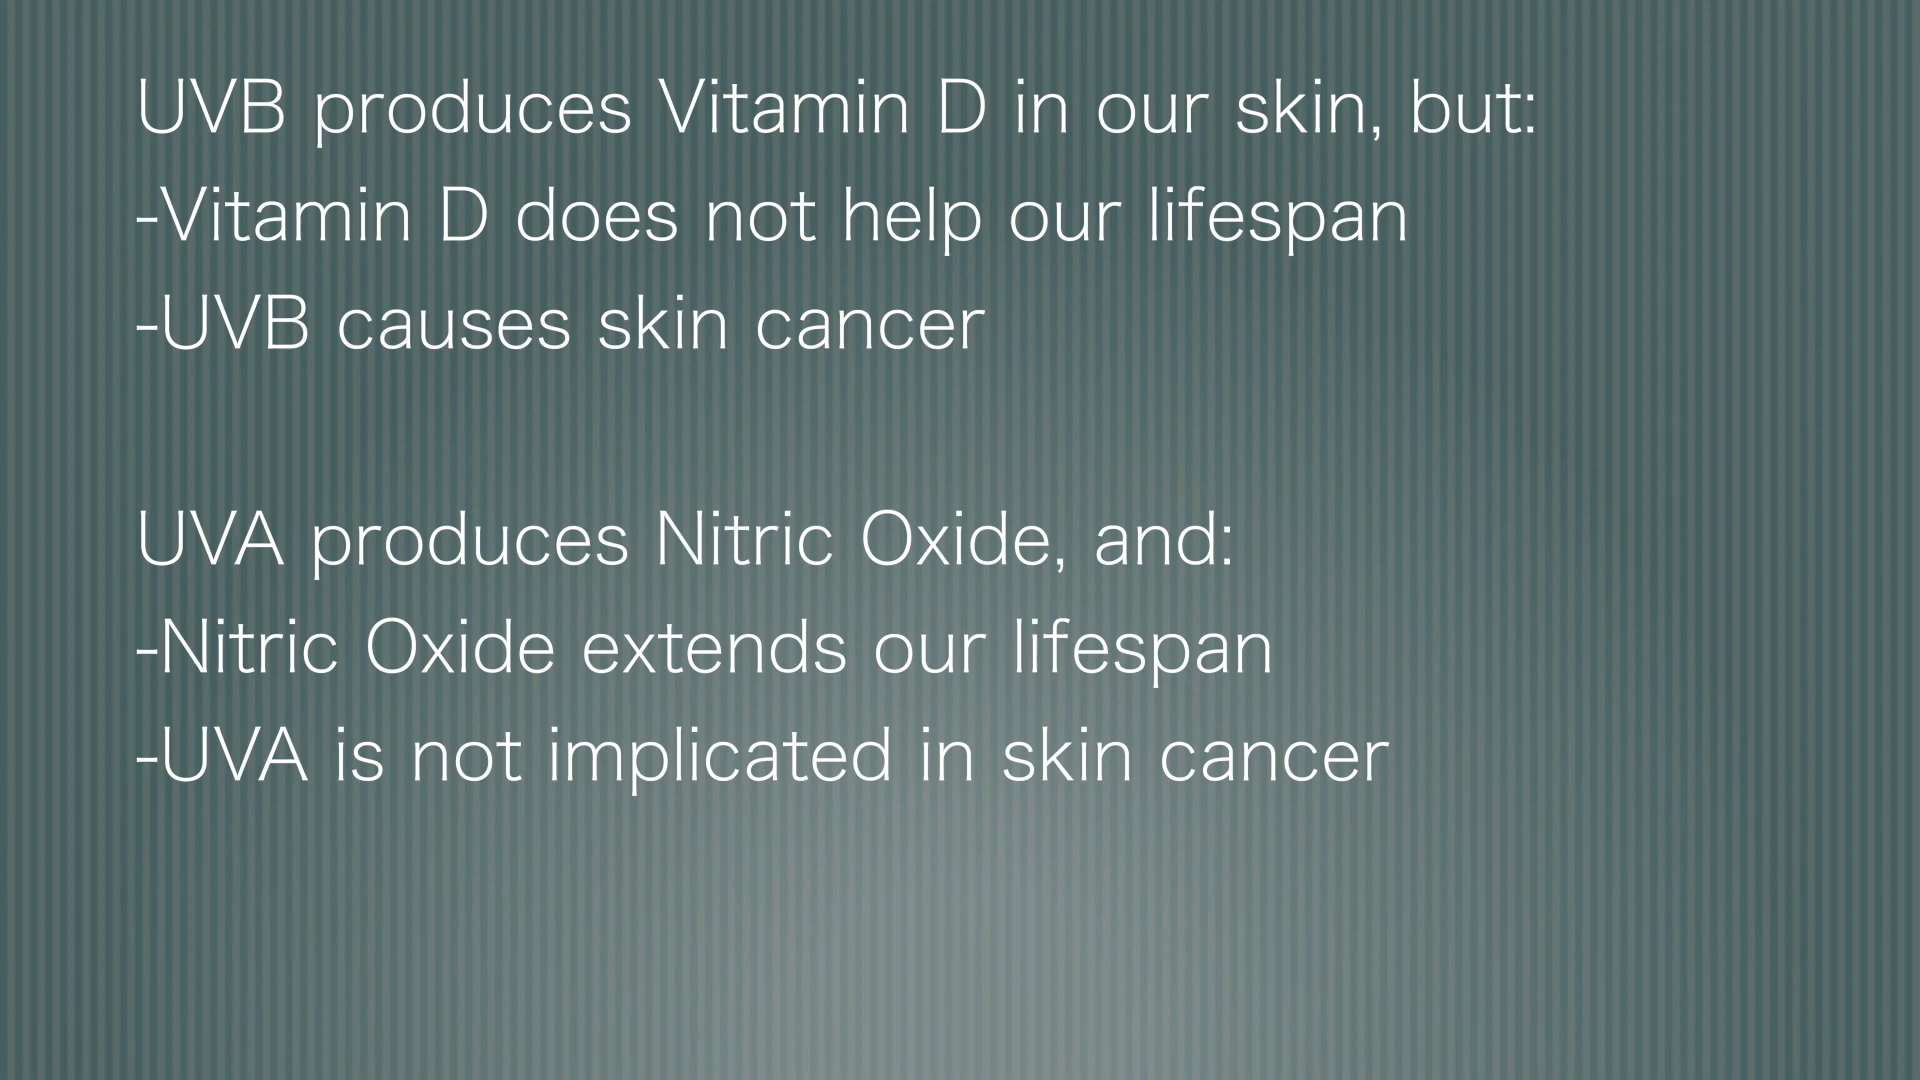 UVB produces Vitamin D in our skin, but:
-Vitamin D does not help our lifespan
-UVB causes skin cancer
UVA produces Nitric Oxide, and:
-Nitric Oxide extends our lifespan
-UVA is not implicated in skin cancer